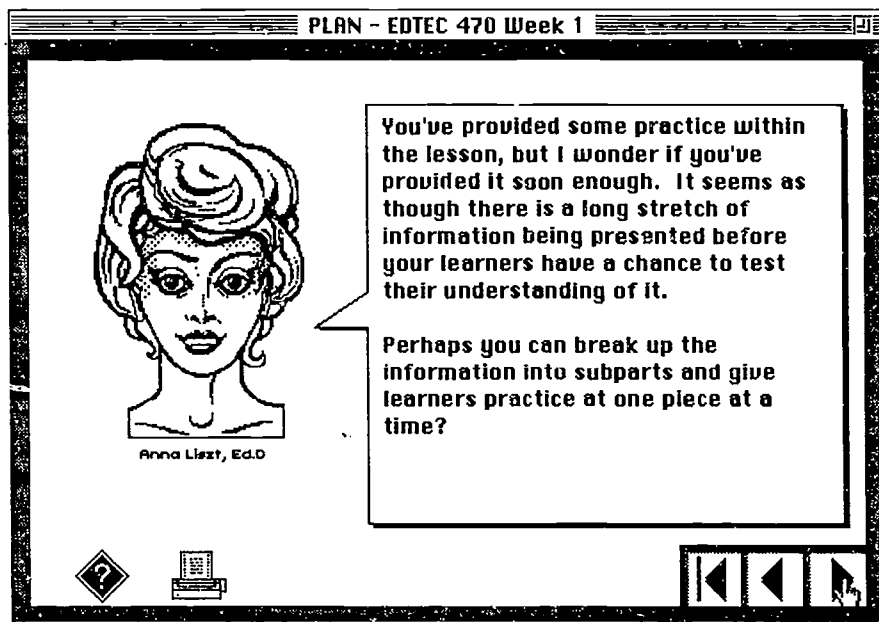 PLAN - EDTEC 470 Week 1
You've provided some practice within
the lesson, but I wonder if you've
provided it soon enough. It seems as
though there is a long stretch of
information being presented before
your learners have a chance to test
their understanding of it.
Perhaps you can break up the
information into subparts and give
learners practice at one piece at a
time?
Anna Liszt, Ed.D
?